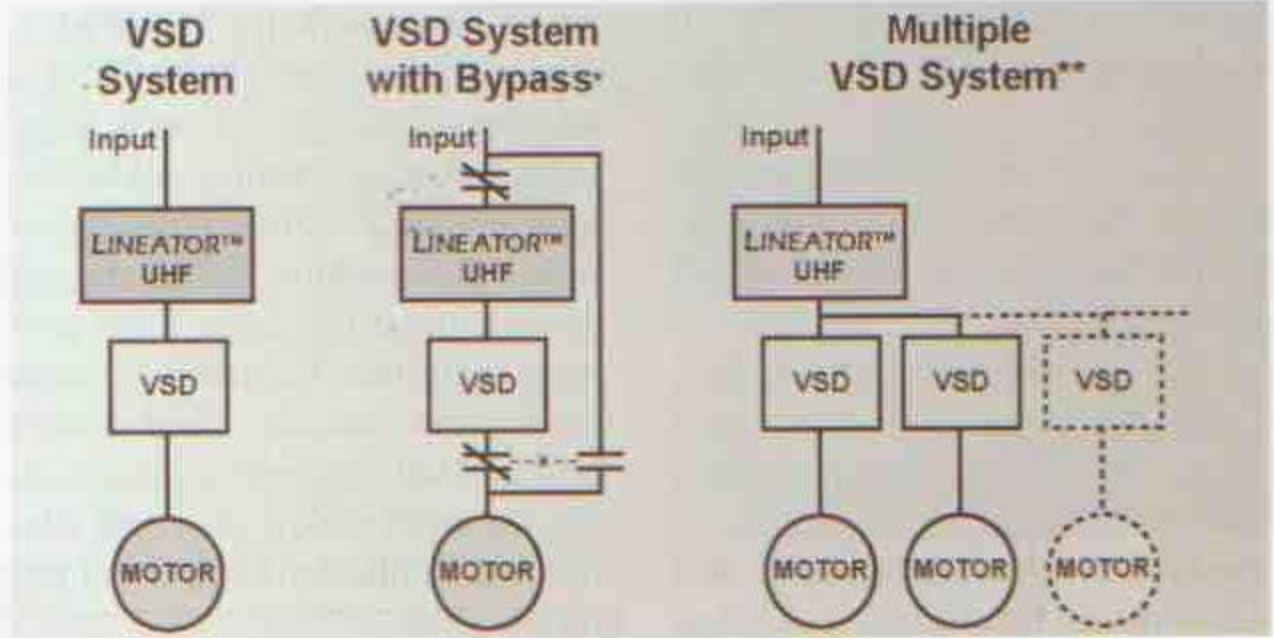 VSD
System
Input
LINEATOR™
UHF
VSD
MOTOR
VSD System
with Bypass*
Input
LINEATOR™
UHF
VSD
MOTOR
Multiple
VSD System**
Input
LINEATOR™
UHF
VSD VSD VSD
MOTOR MOTOR MOTOR